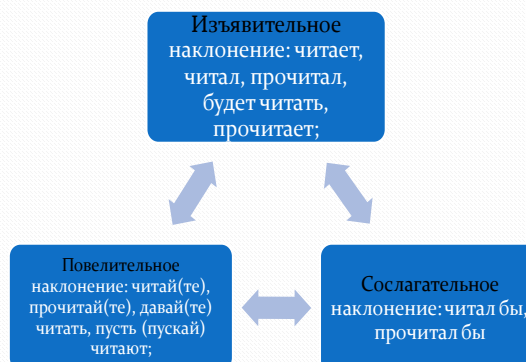 Изъявительное
наклонение: читает,
читал, прочитал,
будет читать,
прочитает;
Повелительное
наклонение: читай(те),
прочитай(те), давай(те)
читать, пусть (пускай)
читают;
Сослагательное
наклонение: читал бы,
прочитал бы